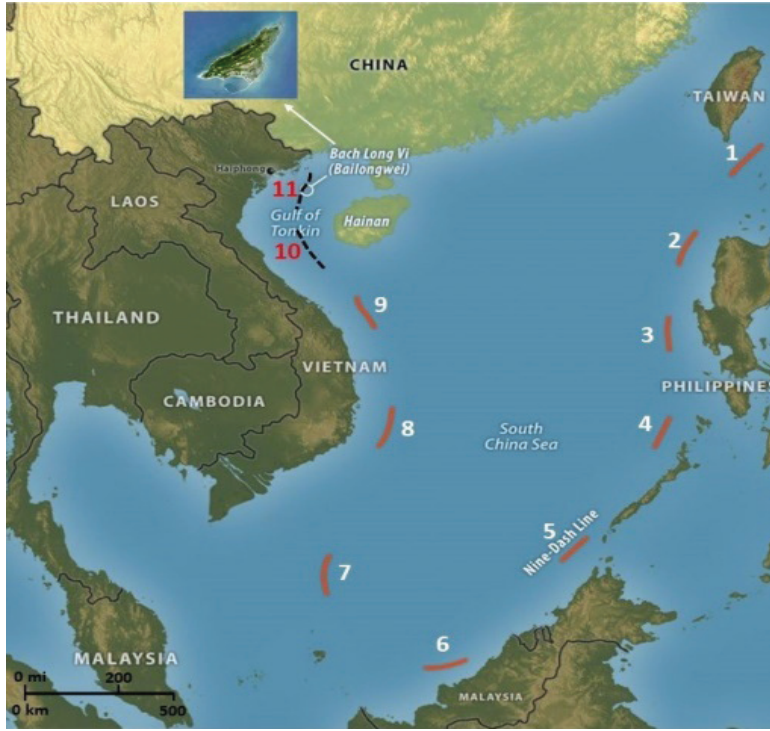 CHINA
TAIWAN
1
Bach Long Vi
(Bailongwei)
Haiphong
11
LAOS
Gulf of
Tonkin
Hainan
10
2
9
THAILAND
3
VIETNAM
PHILIPPINES
CAMBODIA
8
South
China Sea
4
5
Nine-Dash Line
7
6
MALAYSIA
MALAYSIA
0 mi 200
0 km 500